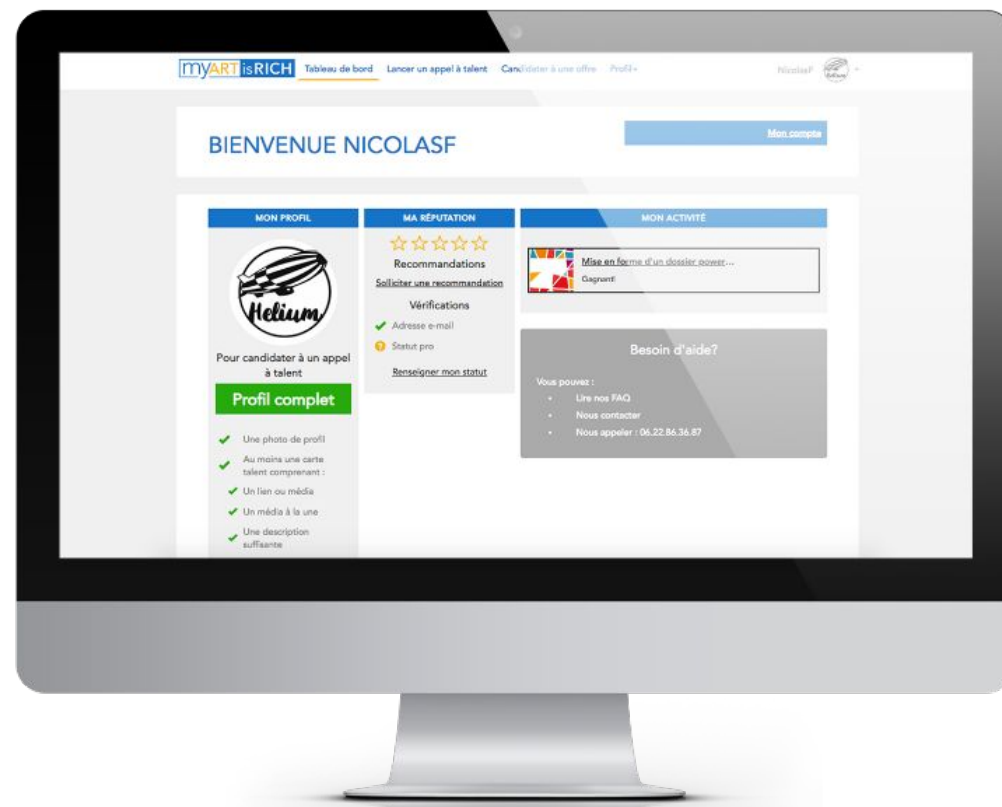 myARTisRICH Tableau de bord Lancer un appel à talent Candidater à une offre Profil
NicolasF
BIENVENUE NICOLASF
Mon compte
MON PROFIL
Helium
Pour candidater à un appel
à talent
Profil complet
Une photo de profil
Au moins une carte
talent comprenant :
Un lien ou média
Un média à la une
Une description
suffisante
MA RÉPUTATION
Recommandations
Solliciter une recommandation
Vérifications
Adresse e-mail
? Statut pro
Renseigner mon statut
MON ACTIVITÉ
Mise en forme d'un dossier power...
Gagnant!
Besoin d'aide?
Vous pouvez :
• Lire nos FAQ
• Nous contacter
• Nous appeler : 06.22.86.36.87